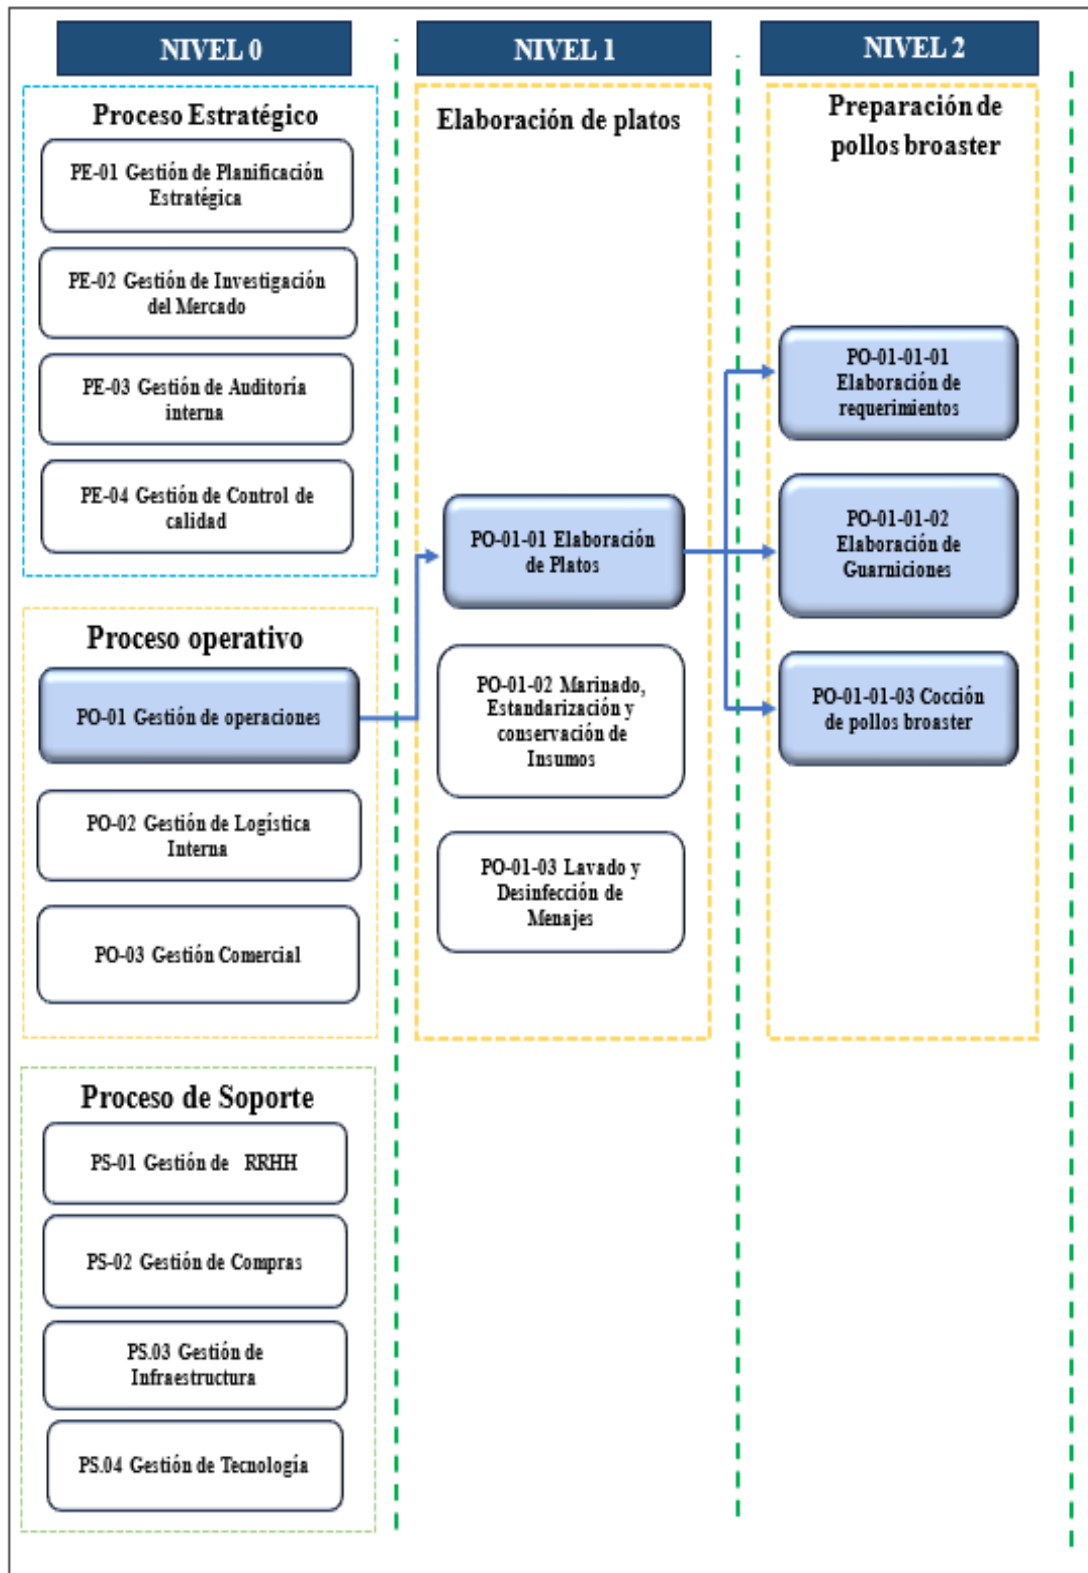 NIVEL 0
Proceso Estratégico
PE-01 Gestión de Planificación
Estratégica
PE-02 Gestión de Investigación
del Mercado
PE-03 Gestión de Auditoría
interna
PE-04 Gestión de Control de
calidad
Proceso operativo
PO-01 Gestión de operaciones
PO-02 Gestión de Logística
Interna
PO-03 Gestión Comercial
Proceso de Soporte
PS-01 Gestión de RRHH
PS-02 Gestión de Compras
PS.03 Gestión de
Infraestructura
PS.04 Gestión de Tecnología
NIVEL 1
Elaboración de platos
PO-01-01 Elaboración
de Platos
PO-01-02 Marinado,
Estandarización y
conservación de
Insumos
PO-01-03 Lavado y
Desinfección de
Menajes
NIVEL 2
Preparación de
pollos broaster
PO-01-01-01
Elaboración de
requerimientos
PO-01-01-02
Elaboración de
Guarniciones
PO-01-01-03 Cocción
de pollos broaster